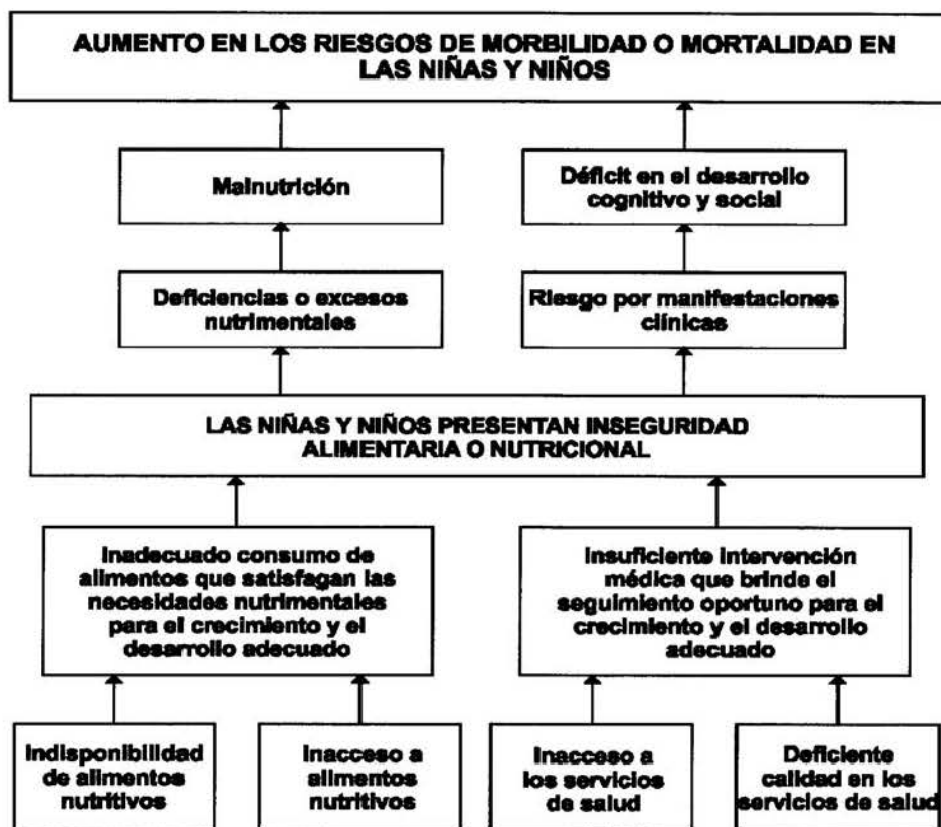 AUMENTO EN LOS RIESGOS DE MORBILIDAD O MORTALIDAD EN
LAS NIÑAS Y NIÑOS
Malnutrición
Déficit en el desarrollo
cognitivo y social
Deficiencias o excesos
nutrimentales
Riesgo por manifestaciones
clínicas
LAS NIÑAS Y NIÑOS PRESENTAN INSEGURIDAD
ALIMENTARIA O NUTRICIONAL
Inadecuado consumo de
alimentos que satisfagan las
necesidades nutrimentales
para el crecimiento y el
desarrollo adecuado
Insuficiente intervención
médica que brinde el
seguimiento oportuno para el
crecimiento y el desarrollo
adecuado
Indisponibilidad
de alimentos
nutritivos
Inacceso a
alimentos
nutritivos
Inacceso a
los servicios
de salud
Deficiente
calidad en los
servicios de salud